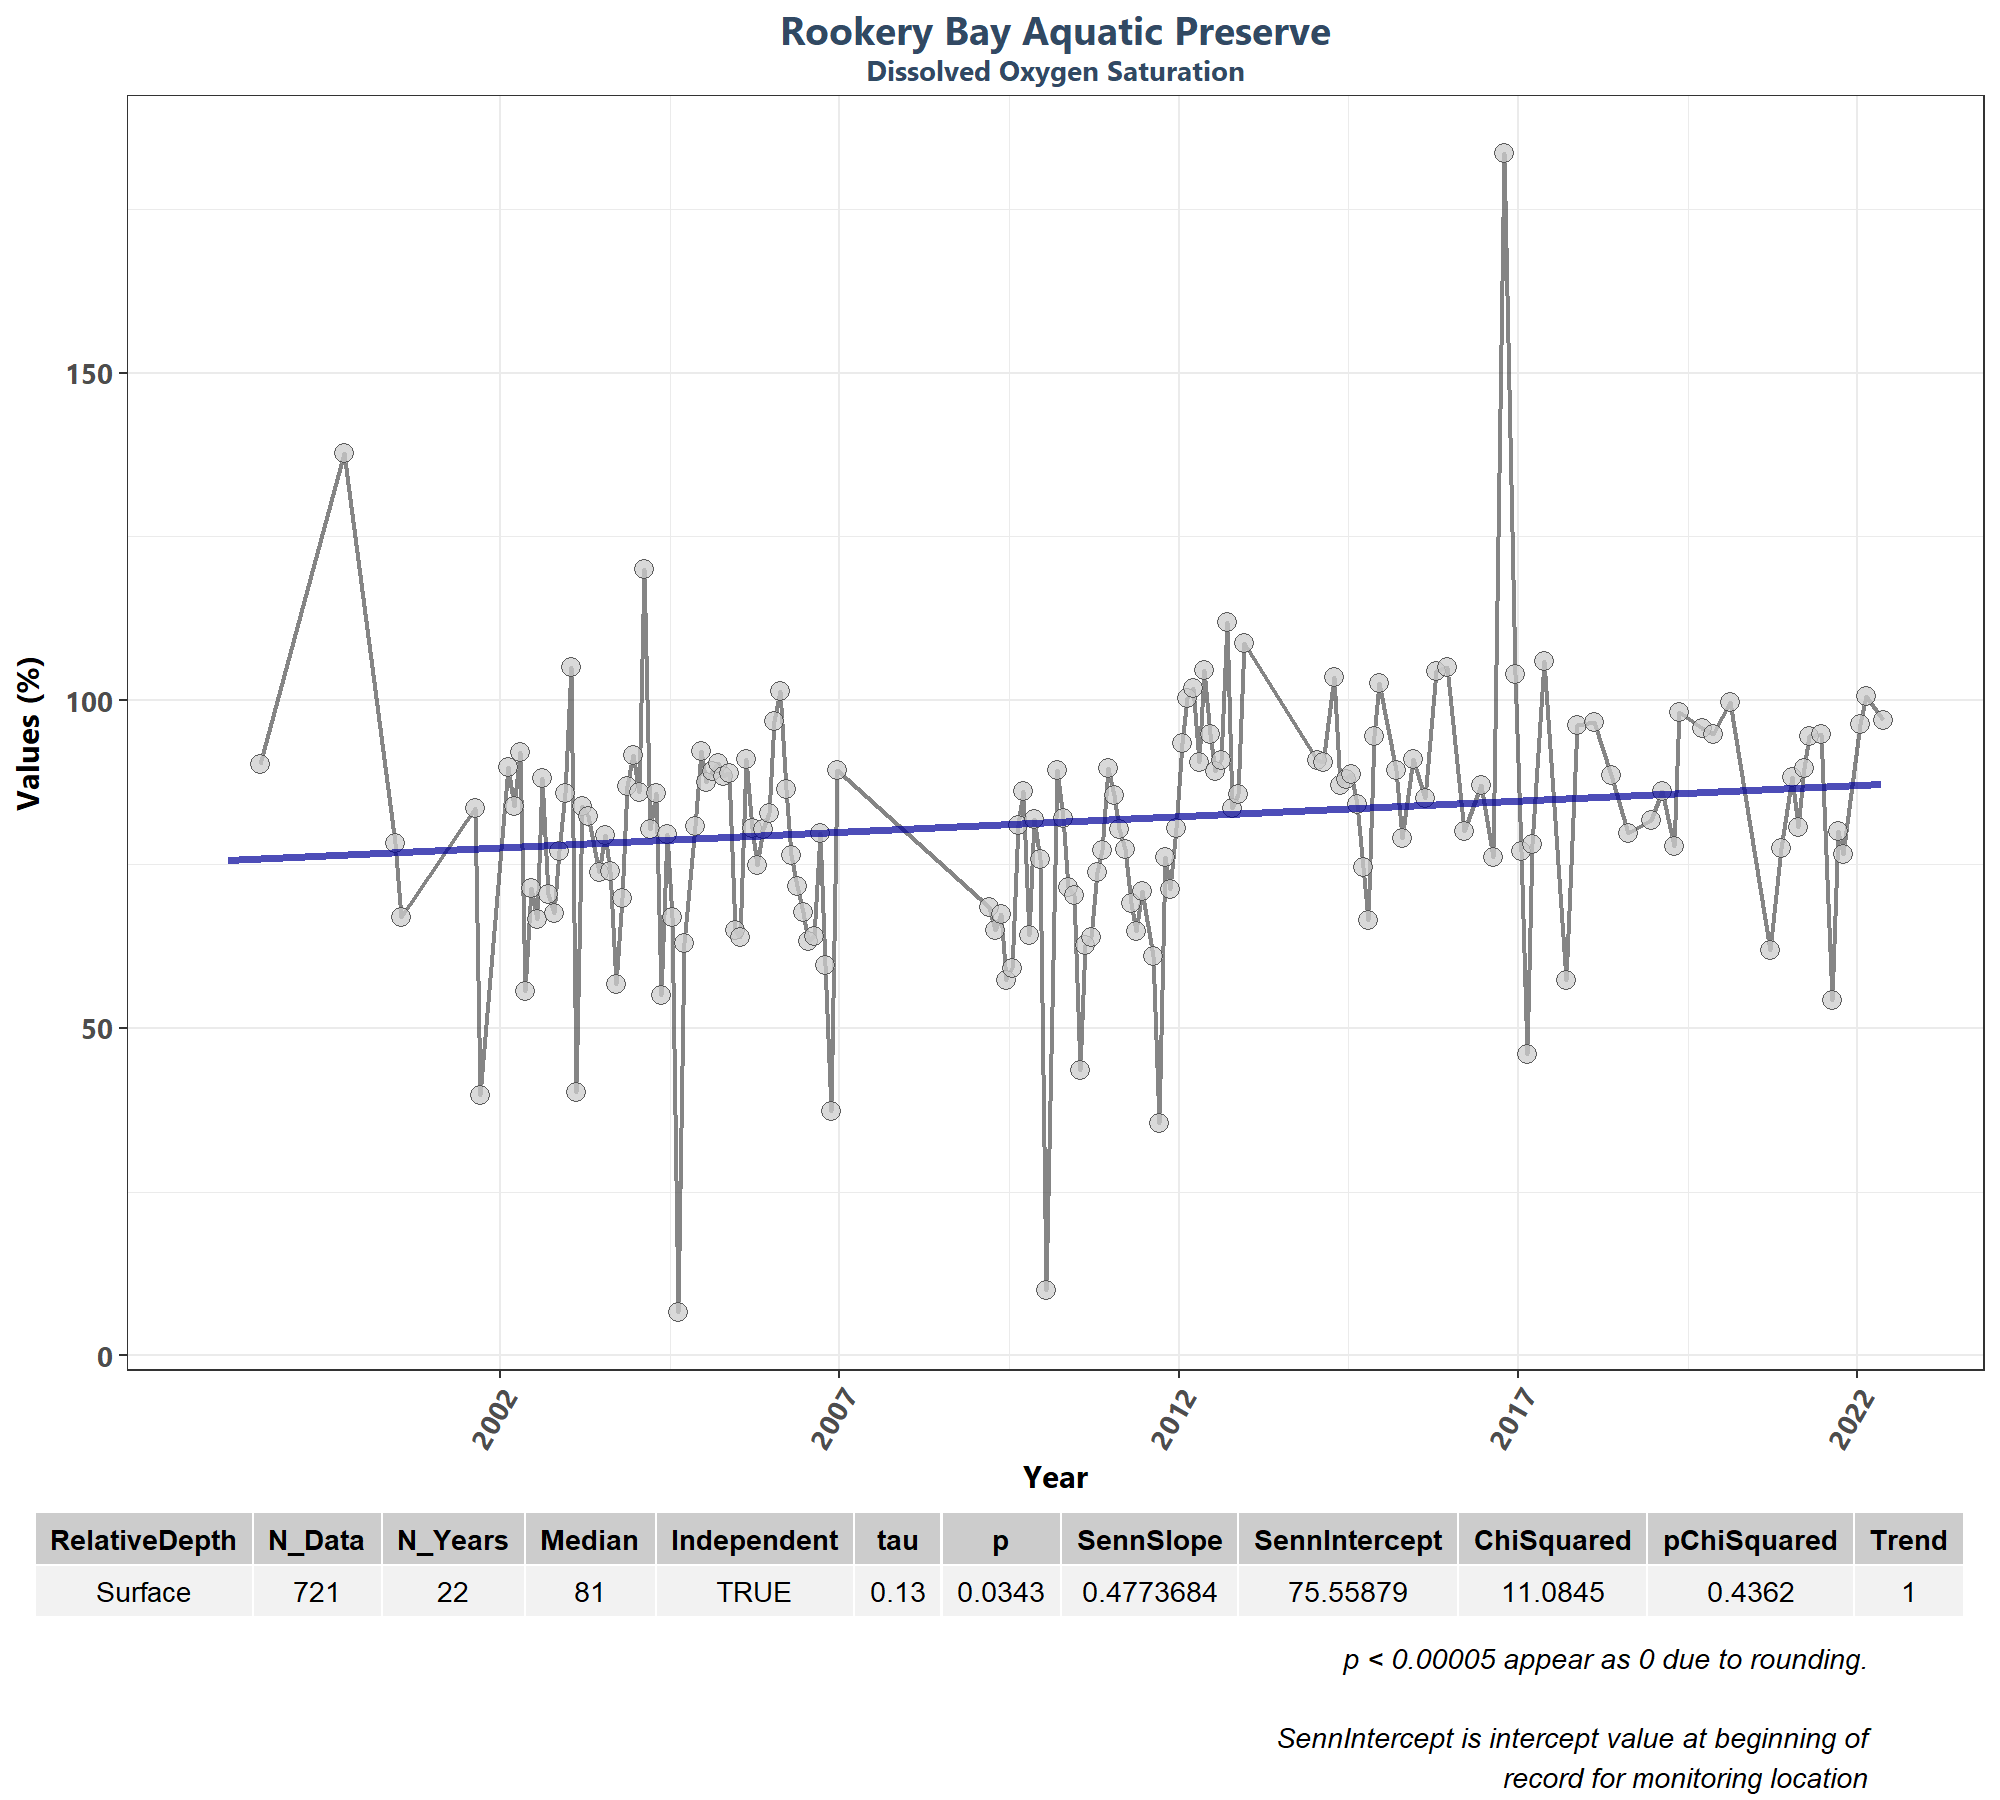 Rookery Bay Aquatic Preserve
Dissolved Oxygen Saturation
Values (%)
150
100
50
0
2002
2007
2012
2017
2022
Year
RelativeDepth N_Data N_Years Median Independent tau p SennSlope SennIntercept ChiSquared pChiSquared Trend
Surface 721 22 81 TRUE 0.13 0.0343 0.4773684 75.55879 11.0845 0.4362 1
p < 0.00005 appear as 0 due to rounding.
SennIntercept is intercept value at beginning of
record for monitoring location